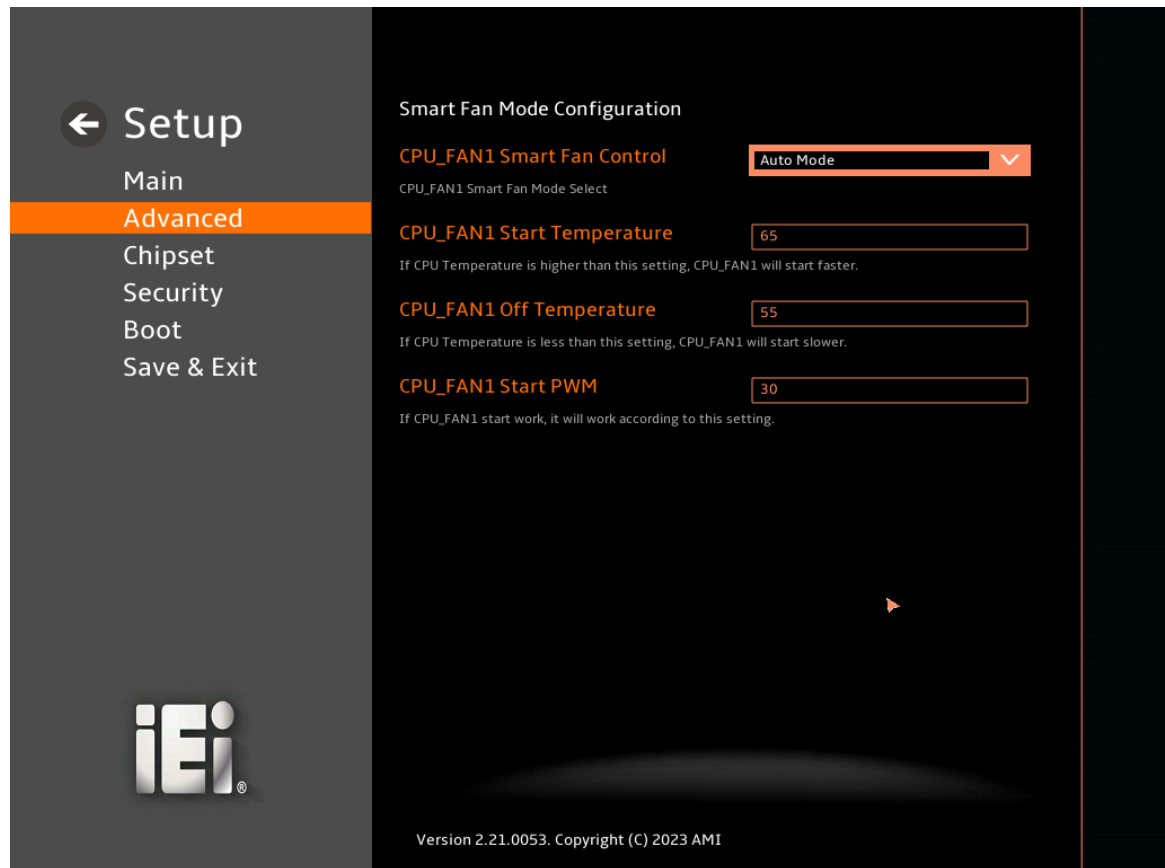 Setup
Main
Advanced
Chipset
Security
Boot
Save & Exit
Smart Fan Mode Configuration
CPU_FAN1 Smart Fan Control
Auto Mode
CPU_FAN1 Smart Fan Mode Select
CPU_FAN1 Start Temperature
65
If CPU Temperature is higher than this setting, CPU_FAN1 will start faster.
CPU_FAN1 Off Temperature
55
If CPU Temperature is less than this setting, CPU_FAN1 will start slower.
CPU_FAN1 Start PWM
30
If CPU_FAN1 start work, it will work according to this setting.
iEi®
Version 2.21.0053. Copyright (C) 2023 AMI